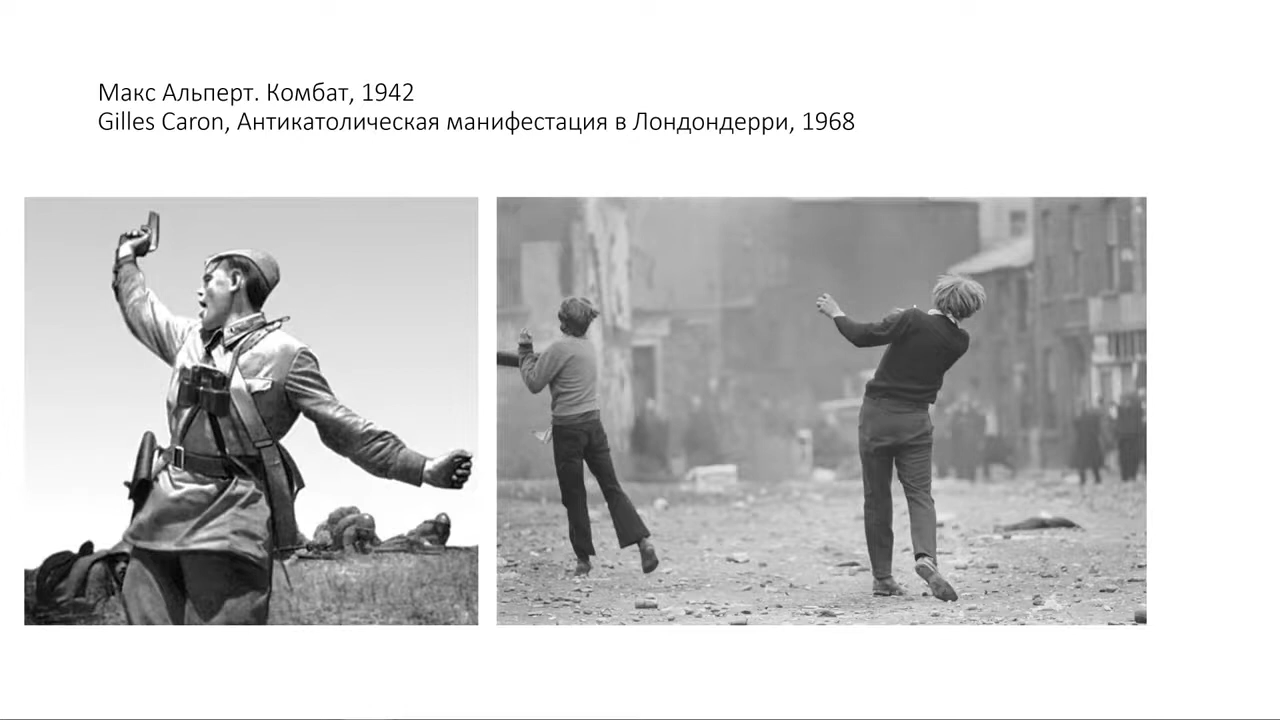 Макс Альперт. Комбат, 1942
Gilles Caron, Антикатолическая манифестация в Лондондерри, 1968